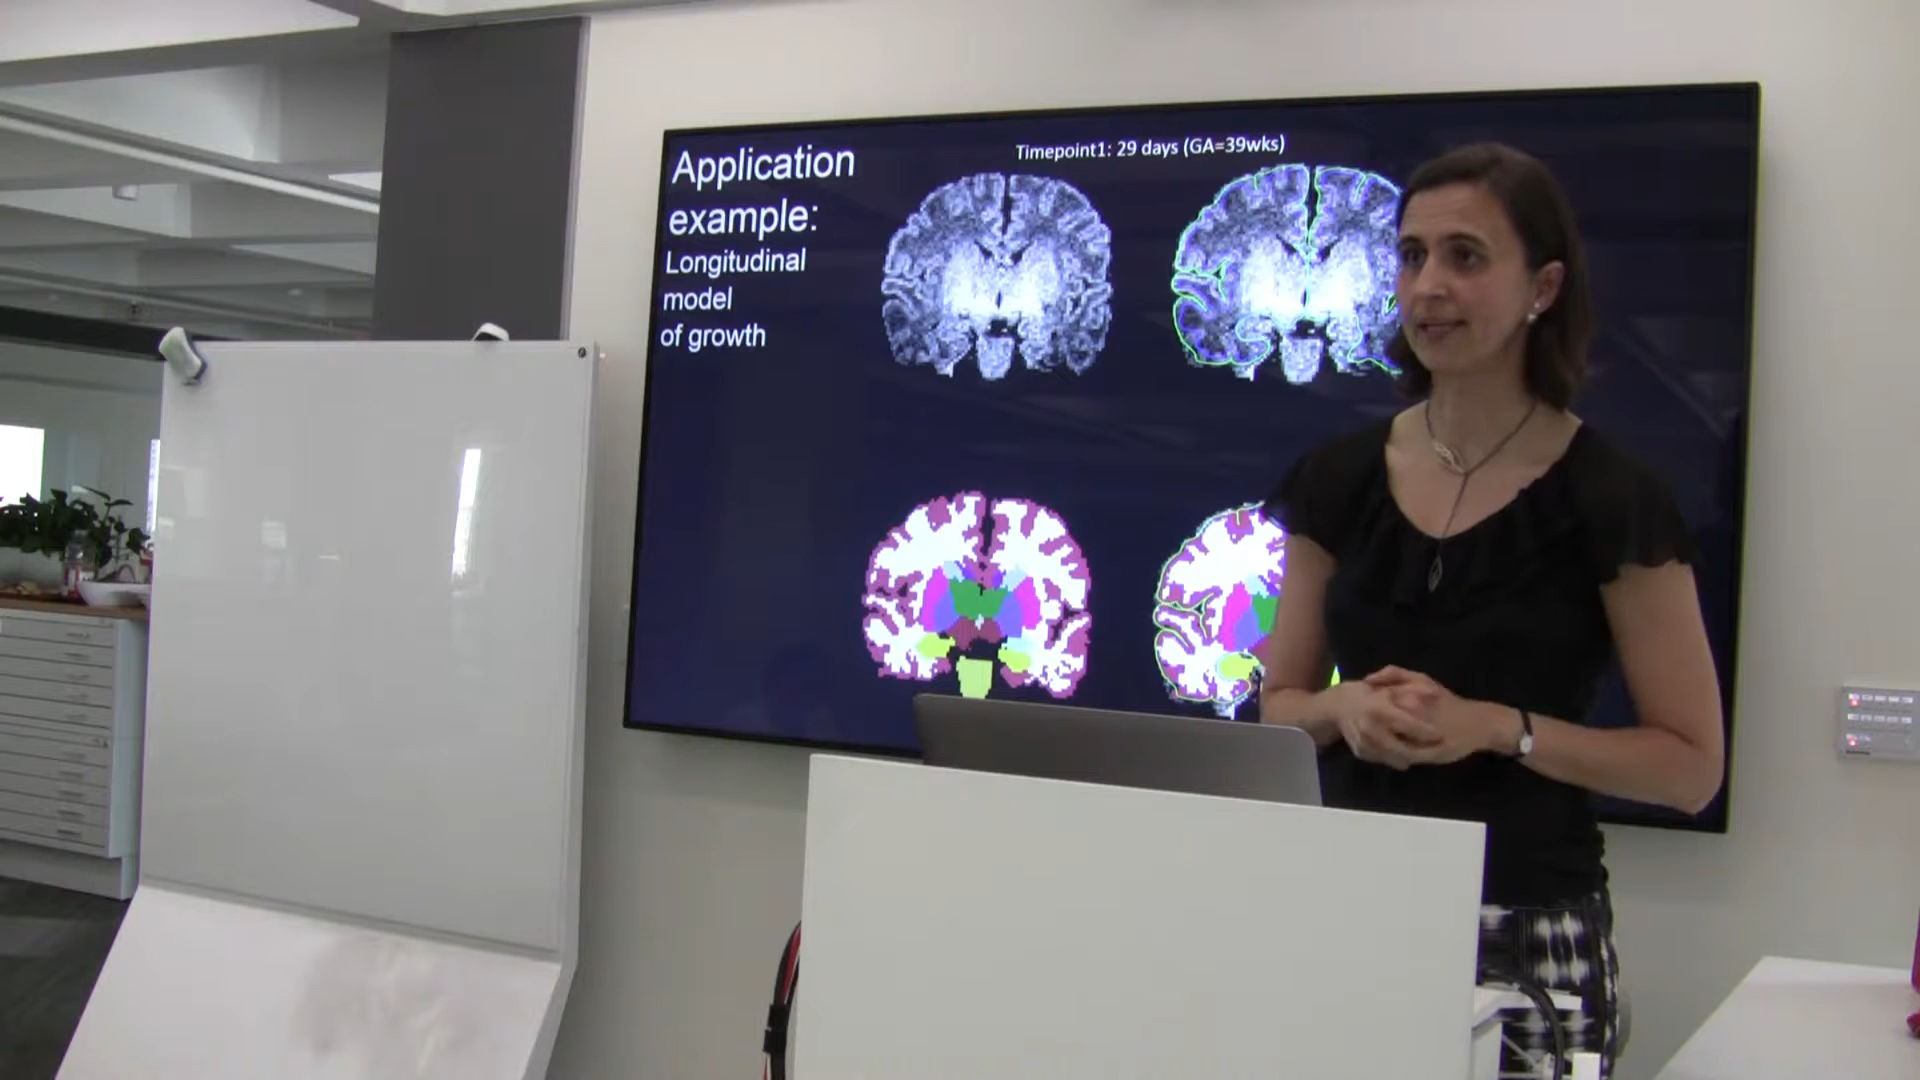 Application
example:
Longitudinal
model
of growth
Timepoint1: 29 days (GA=39wks)